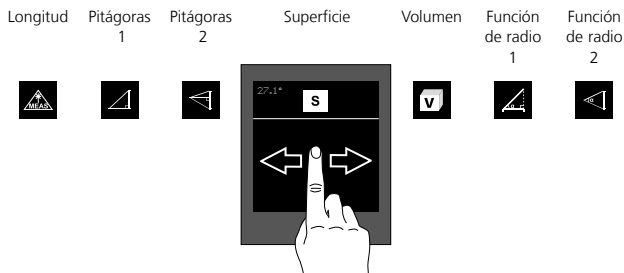 Longitud
Pitágoras
1
Pitágoras
2
Superficie
Volumen
Función
de radio
1
Función
de radio
2
MEAS
27.1°
S
V
α
α